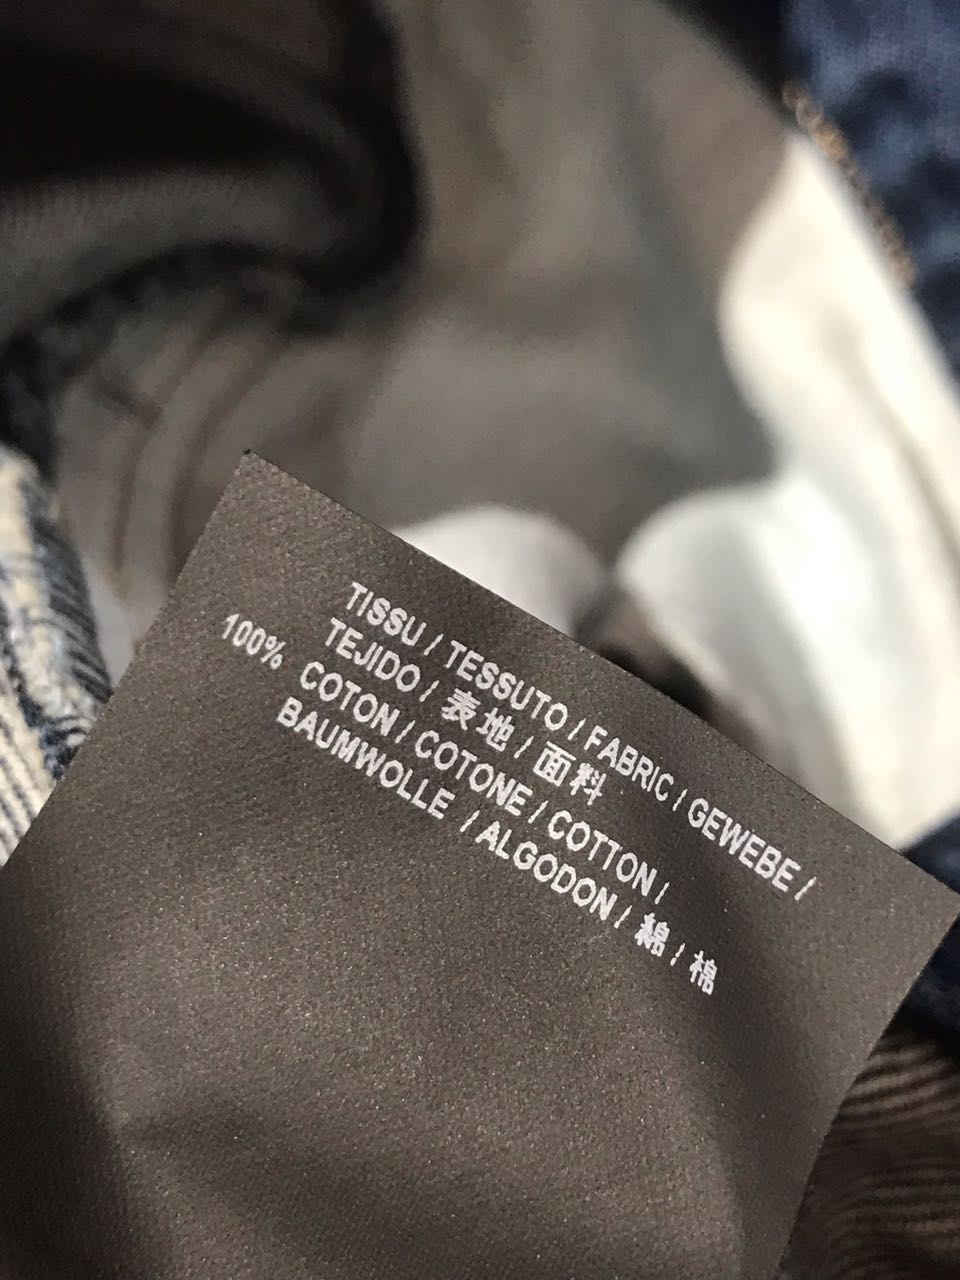 TISSU / TESSUTO / FABRIC / GEWEBE /
TEJIDO / 表地 / 面料
100% COTON / COTONE / COTTON /
BAUMWOLLE / ALGODON / 綿 / 棉